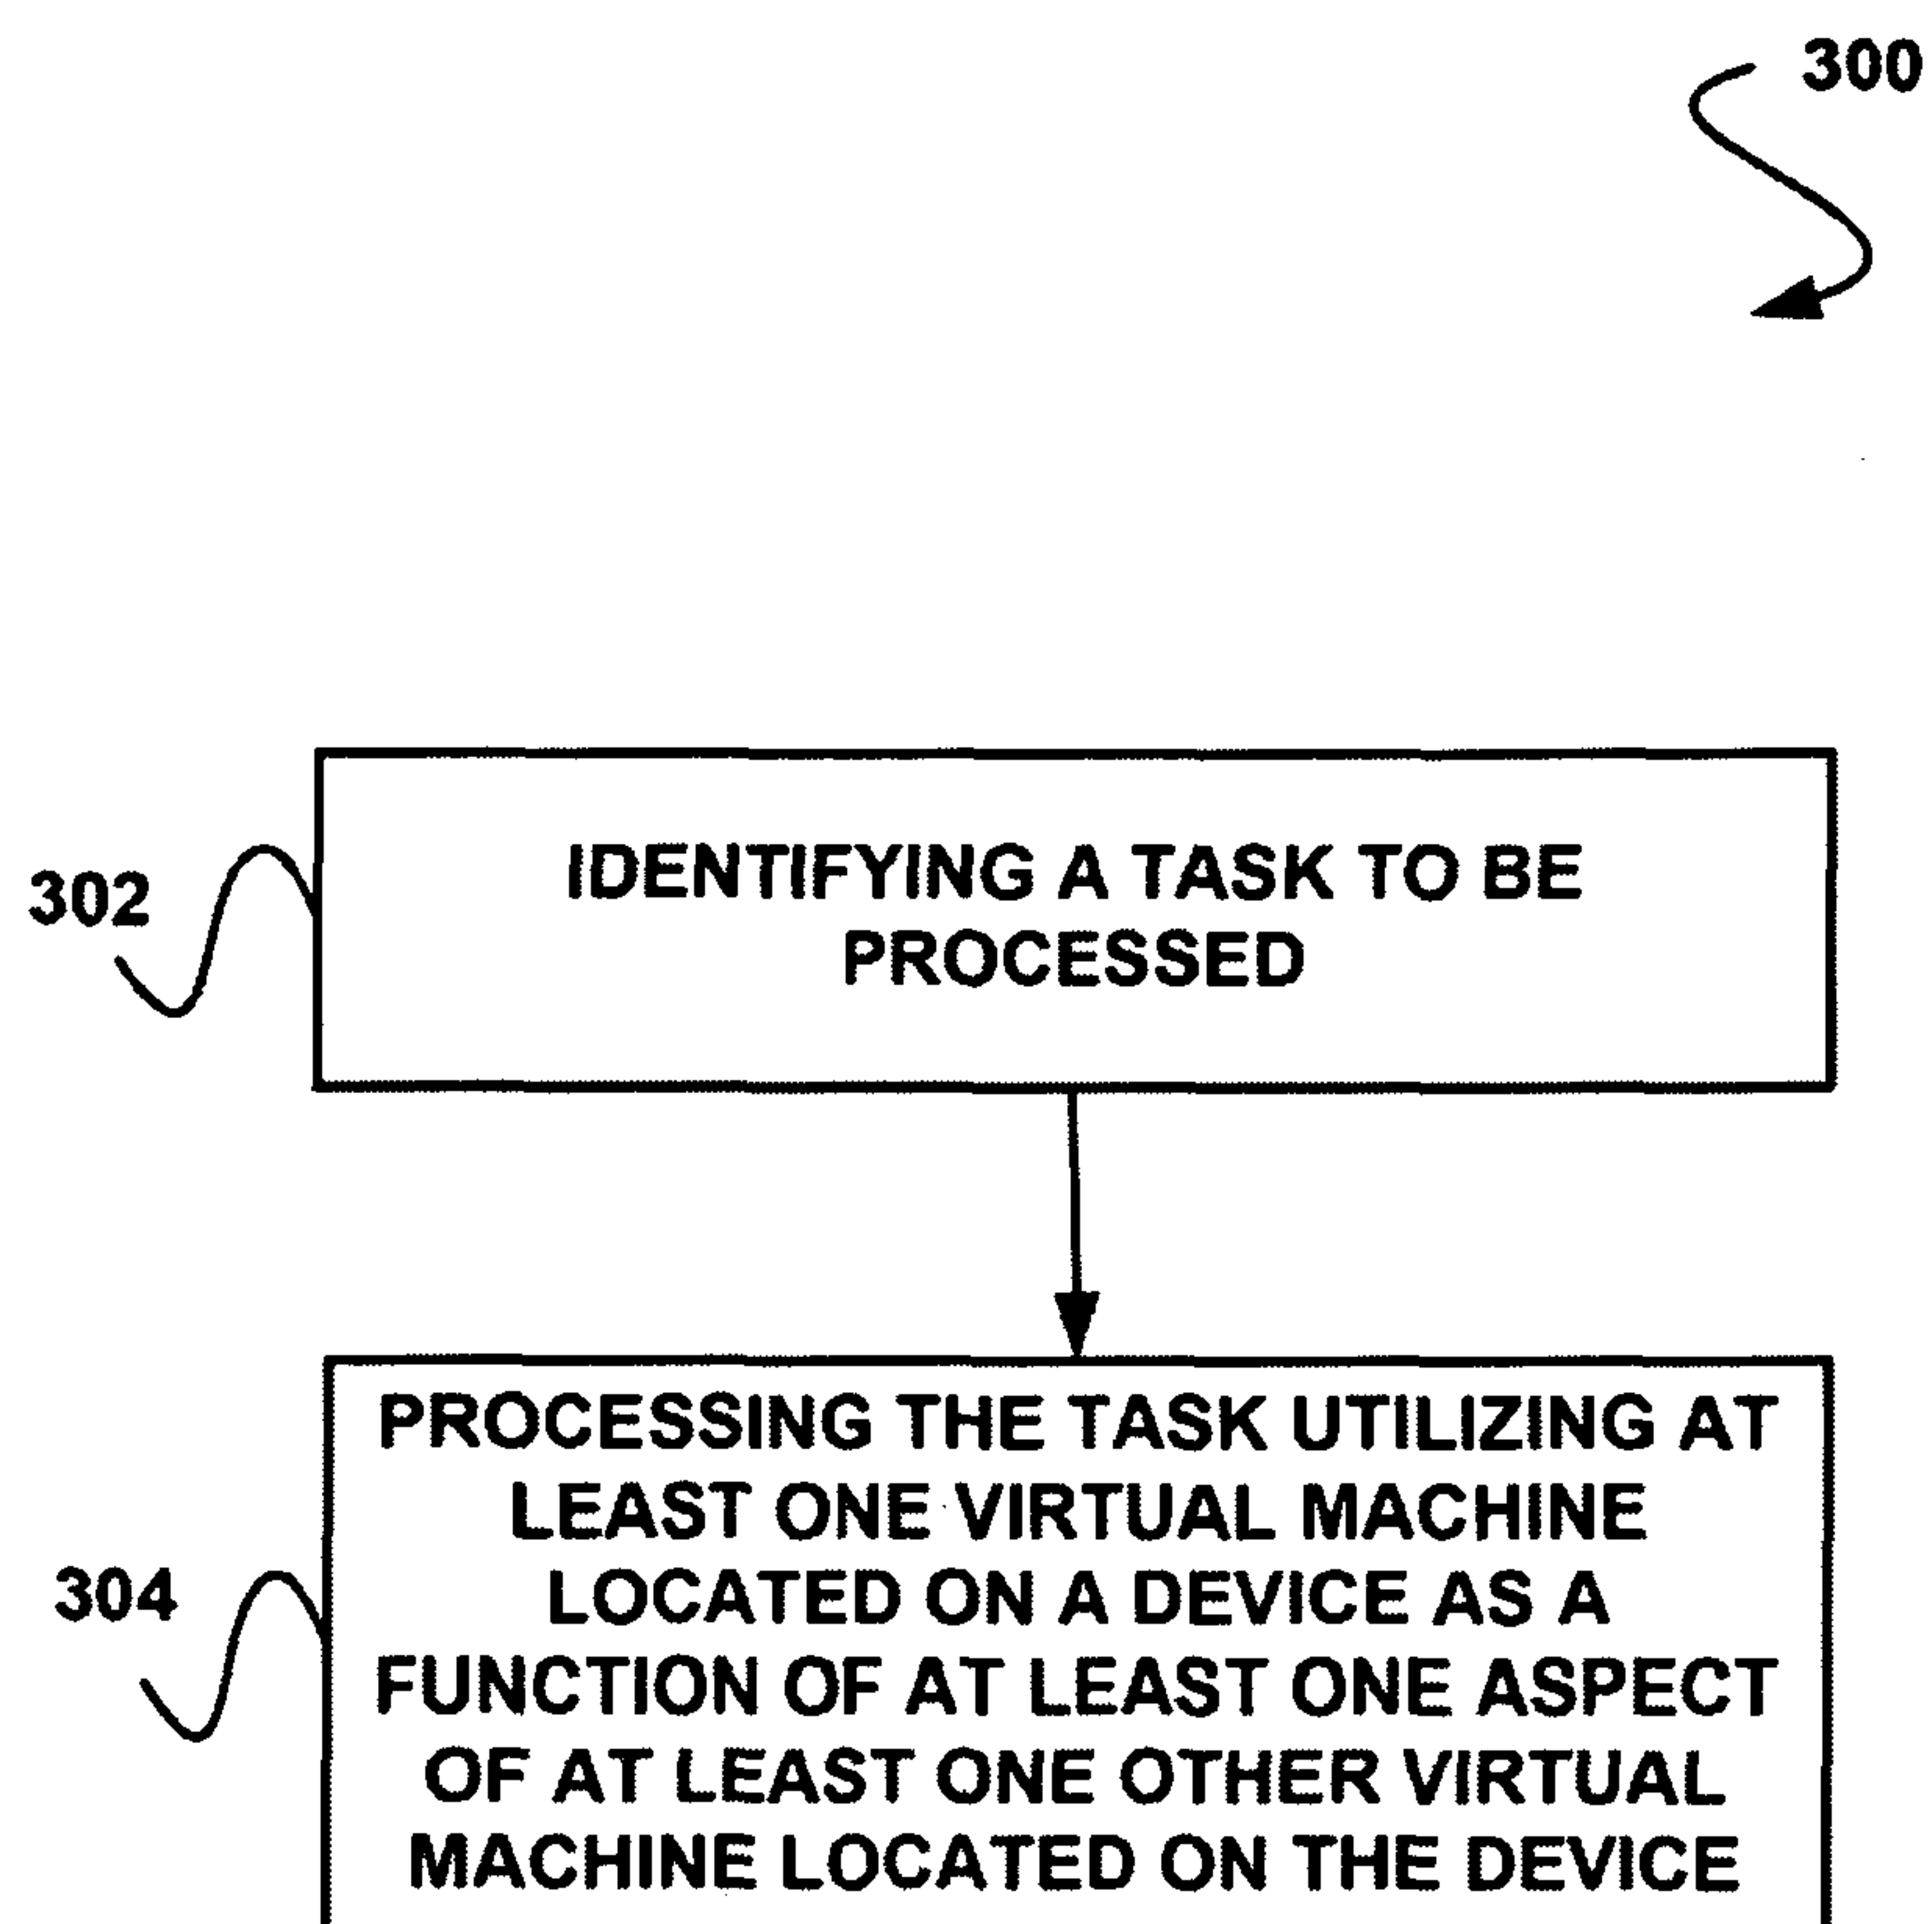 300
302
IDENTIFYING A TASK TO BE
PROCESSED
304
PROCESSING THE TASK UTILIZING AT
LEAST ONE VIRTUAL MACHINE
LOCATED ON A DEVICE AS A
FUNCTION OF AT LEAST ONE ASPECT
OF AT LEAST ONE OTHER VIRTUAL
MACHINE LOCATED ON THE DEVICE